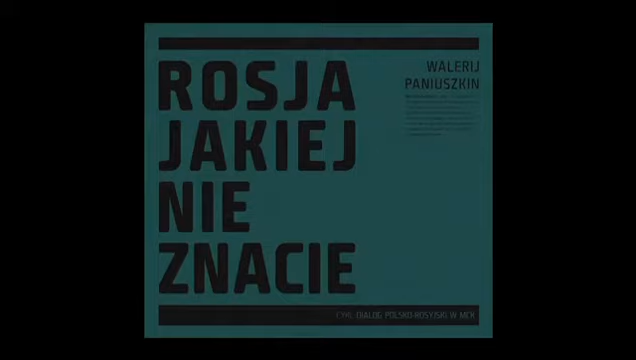 ROSJA
JAKIEJ
NIE
ZNACIE
WALERIJ
PANIUSZKIN
CYKL DIALOG POLSKO-ROSYJSKI W MCK